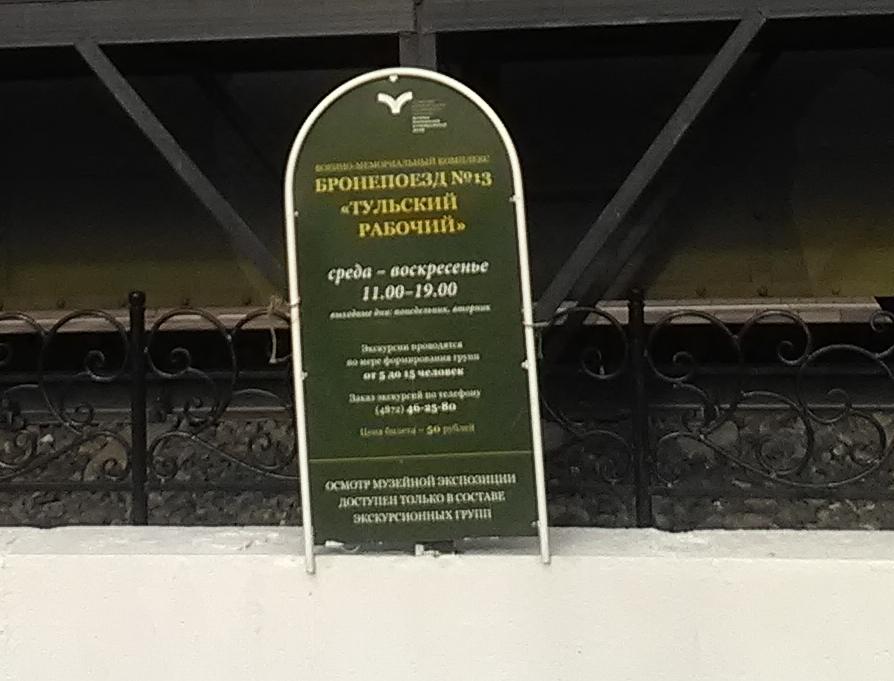 ВОЕННО-МЕМОРИАЛЬНЫЙ КОМПЛЕКС
БРОНЕПОЕЗД №13
«ТУЛЬСКИЙ
РАБОЧИЙ»
среда – воскресенье
11.00–19.00
выходные дни: понедельник, вторник
Экскурсии проводятся
по мере формирования групп
от 5 до 15 человек
Заказ экскурсий по телефону
(4872) 46-25-80
Цена билета – 50 рублей
ОСМОТР МУЗЕЙНОЙ ЭКСПОЗИЦИИ
ДОСТУПЕН ТОЛЬКО В СОСТАВЕ
ЭКСКУРСИОННЫХ ГРУПП